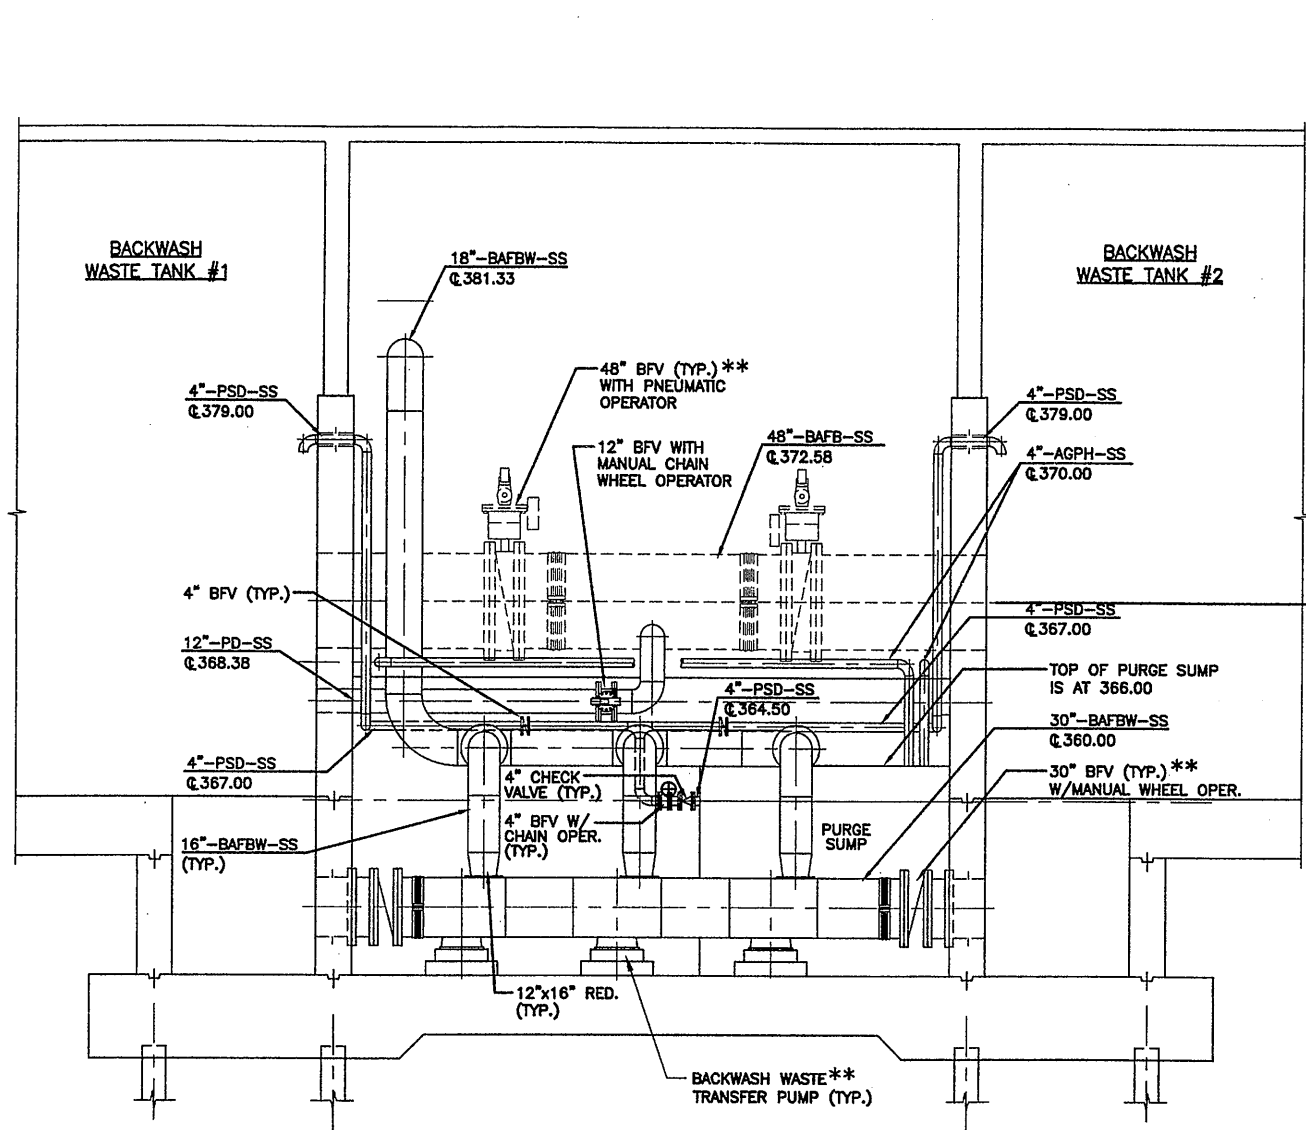 BACKWASH
WASTE TANK #1
BACKWASH
WASTE TANK #2
18"-BAFBW-SS
℄381.33
48" BFV (TYP.)**
WITH PNEUMATIC
OPERATOR
4"-PSD-SS
℄379.00
4"-PSD-SS
℄379.00
12" BFV WITH
MANUAL CHAIN
WHEEL OPERATOR
48"-BAFB-SS
℄372.58
4"-AGPH-SS
℄370.00
4" BFV (TYP.)
4"-PSD-SS
℄367.00
12"-PD-SS
℄368.38
TOP OF PURGE SUMP
IS AT 366.00
4"-PSD-SS
℄364.50
30"-BAFBW-SS
℄360.00
4"-PSD-SS
℄367.00
4" CHECK
VALVE (TYP.)
30" BFV (TYP.)**
W/MANUAL WHEEL OPER.
4" BFV W/
CHAIN OPER.
(TYP.)
PURGE
SUMP
16"-BAFBW-SS
(TYP.)
12"x16" RED.
(TYP.)
BACKWASH WASTE**
TRANSFER PUMP (TYP.)